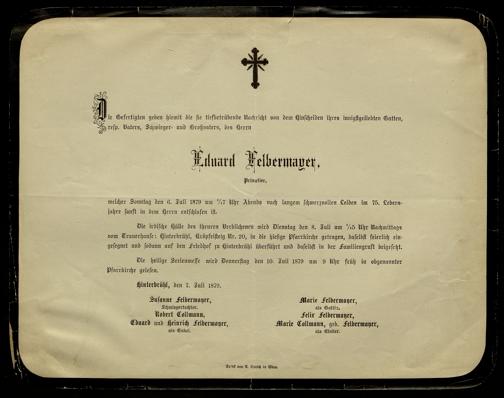 Die Gefertigten geben hiemit die sie tiefbetrübende Nachricht von dem Hinscheiden ihres innigstgeliebten Gatten,
resp. Vaters, Schwieger- und Großvaters, des Herrn
Eduard Felbermayer,
Privatier,
welcher Sonntag den 6. Juli 1879 um Uhr Abends nach langem schmerzvollen Leiden im 75. Lebens-
jahre sanft in dem Herrn entschlafen ist.
Die irdische Hülle des theueren Verblichenen wird Dienstag den 8. Juli um Uhr Nachmittags
vom Trauerhause: Hinterbrühl, Nr. 20, in die hiesige Pfarrkirche getragen, daselbst feierlich ein-
gesegnet und sodann auf den Friedhof zu Hinterbrühl überführt und daselbst in der Familiengruft beigesetzt.
Die heilige Seelenmesse wird Donnerstag den 10. Juli 1879 um 9 Uhr früh in obgenannter
Pfarrkirche gelesen.
Hinterbrühl, den 7. Juli 1879.
Susanne Felbermayer,
Schwiegertochter.
Robert Collmann,
Eduard und Heinrich Felbermayer,
als Enkel.
Marie Felbermayer,
als Gattin.
Felix Felbermayer,
Marie Collmann, geb. Felbermayer,
als Kinder.
Druck von in Wien.